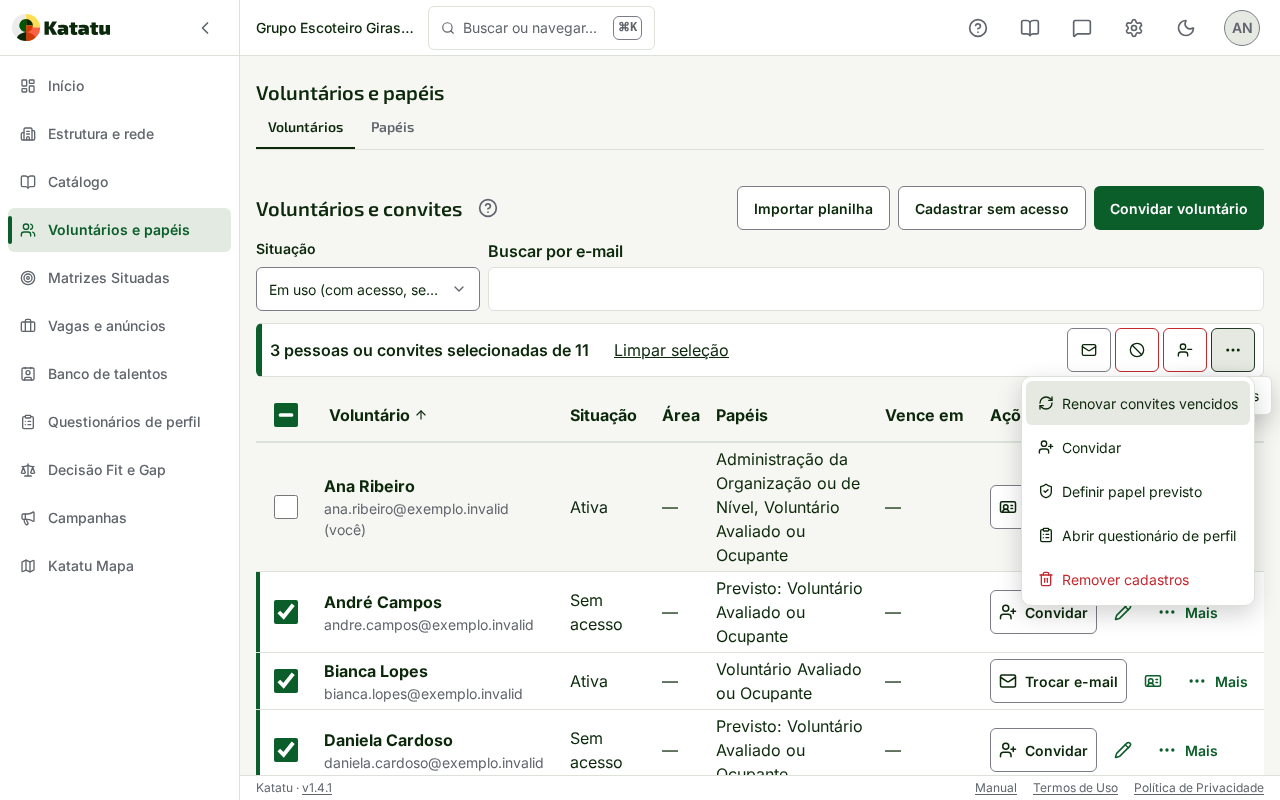 Katatu
Grupo Escoteiro Giras...
Buscar ou navegar...
⌘K
AN
Início
Estrutura e rede
Catálogo
Voluntários e papéis
Matrizes Situadas
Vagas e anúncios
Banco de talentos
Questionários de perfil
Decisão Fit e Gap
Campanhas
Katatu Mapa
Voluntários e papéis
Voluntários
Papéis
Voluntários e convites
Importar planilha
Cadastrar sem acesso
Convidar voluntário
Situação
Buscar por e-mail
Em uso (com acesso, se...
3 pessoas ou convites selecionadas de 11
Limpar seleção
Renovar convites vencidos
Convidar
Definir papel previsto
Abrir questionário de perfil
Remover cadastros
Voluntário ↑
Situação
Área
Papéis
Vence em
Açõ
Ana Ribeiro
ana.ribeiro@exemplo.invalid
(você)
Ativa
—
Administração da
Organização ou de
Nível, Voluntário
Avaliado ou
Ocupante
—
André Campos
andre.campos@exemplo.invalid
Sem
acesso
—
Previsto: Voluntário
Avaliado ou
Ocupante
—
Convidar
Mais
Bianca Lopes
bianca.lopes@exemplo.invalid
Ativa
—
Voluntário Avaliado
ou Ocupante
—
Trocar e-mail
Mais
Daniela Cardoso
daniela.cardoso@exemplo.invalid
Sem
acesso
—
Previsto: Voluntário
Avaliado ou
Ocupante
—
Convidar
Mais
Katatu · v1.4.1
Manual
Termos de Uso
Política de Privacidade